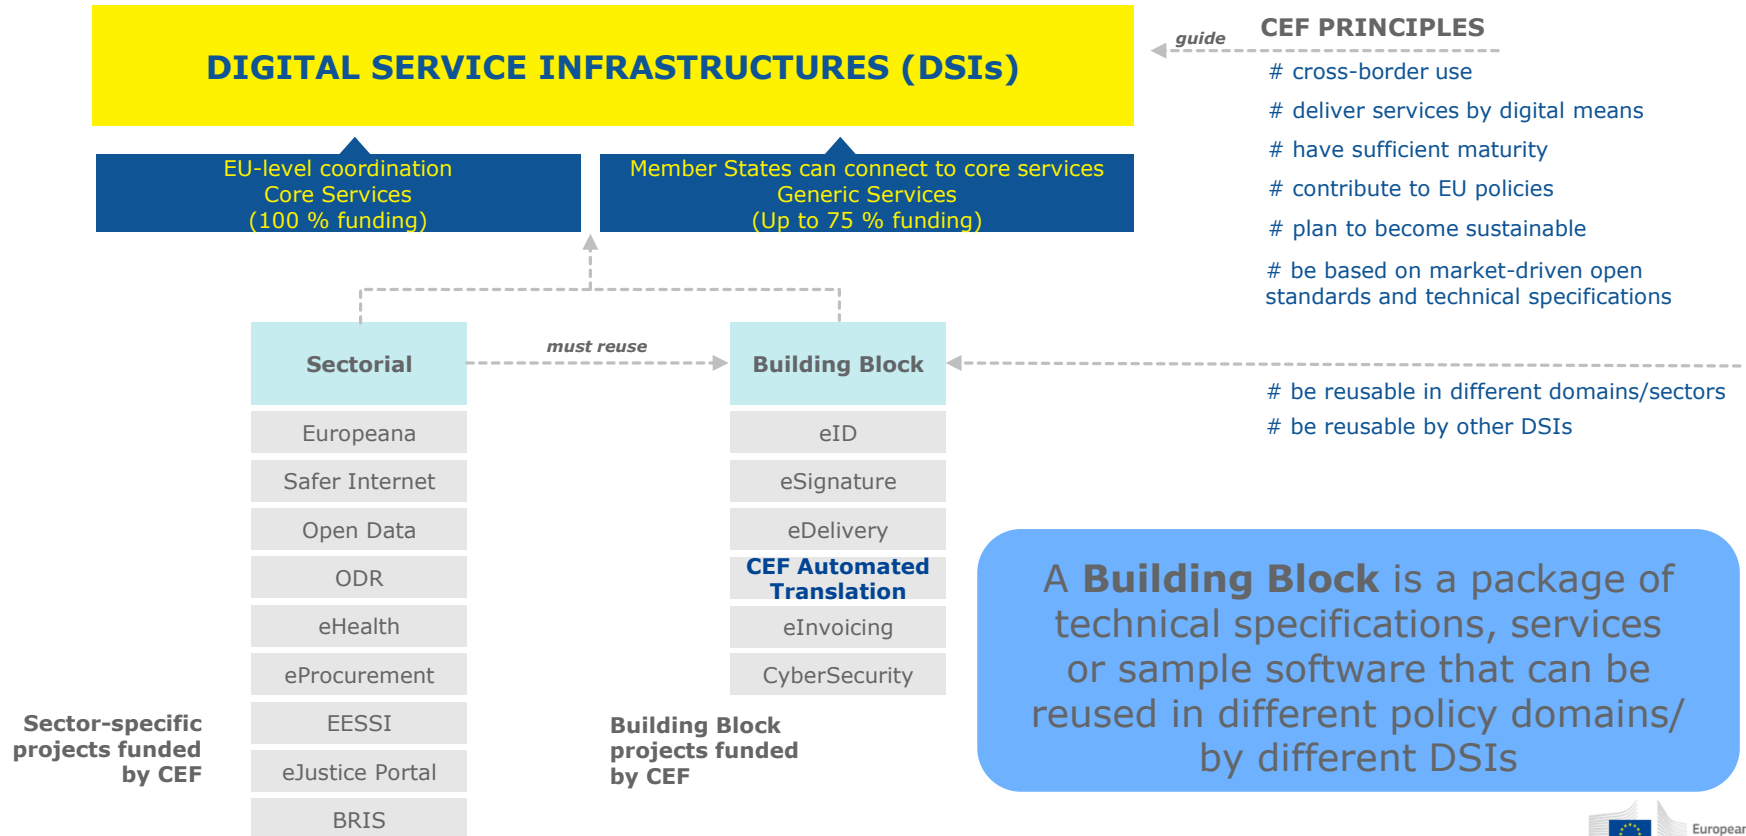 DIGITAL SERVICE INFRASTRUCTURES (DSIs)
guide
CEF PRINCIPLES
# cross-border use
# deliver services by digital means
# have sufficient maturity
# contribute to EU policies
# plan to become sustainable
# be based on market-driven open
standards and technical specifications
EU-level coordination
Core Services
(100 % funding)
Member States can connect to core services
Generic Services
(Up to 75 % funding)
Sectorial
must reuse
Building Block
# be reusable in different domains/sectors
# be reusable by other DSIs
Europeana
Safer Internet
Open Data
ODR
eHealth
eProcurement
EESSI
eJustice Portal
BRIS
Sector-specific
projects funded
by CEF
eID
eSignature
eDelivery
CEF Automated
Translation
eInvoicing
CyberSecurity
Building Block
projects funded
by CEF
A Building Block is a package of
technical specifications, services
or sample software that can be
reused in different policy domains/
by different DSIs
European